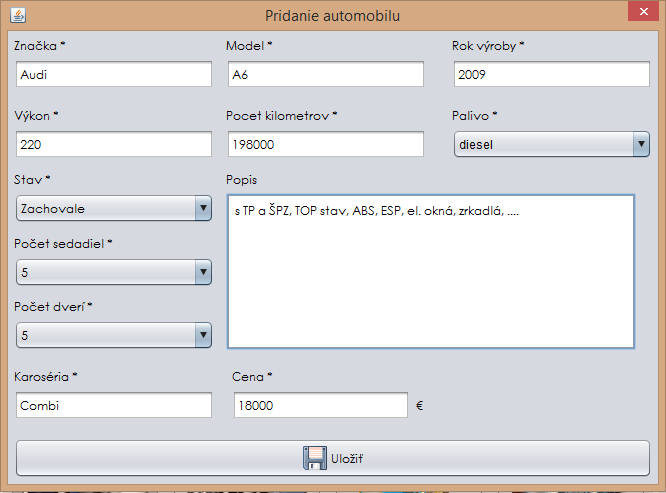 Pridanie automobilu
Značka *
Model *
Rok výroby *
Audi
A6
2009
Výkon *
Pocet kilometrov *
Palivo *
220
198000
diesel
Stav *
Popis
Zachovale
s TP a ŠPZ, TOP stav, ABS, ESP, el. okná, zrkadlá, ....
Počet sedadiel *
5
Počet dverí *
5
Karoséria *
Cena *
Combi
18000
€
Uložiť